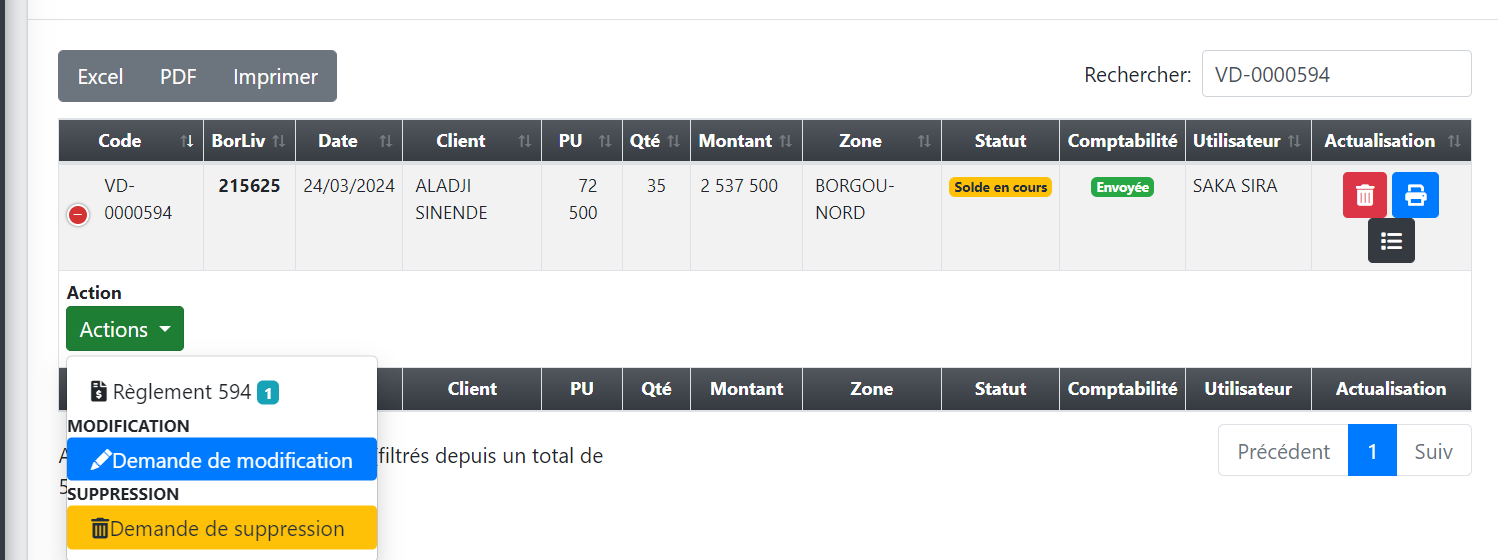 Excel PDF Imprimer Rechercher: VD-0000594
Code BorLiv Date Client PU Qté Montant Zone Statut Comptabilité Utilisateur Actualisation
VD- 215625 24/03/2024 ALADJI 72 35 2 537 500 BORGOU- Solde en cours Envoyée SAKA SIRA
0000594 SINENDE 500 NORD
Action
Actions
Règlement 594 1
Client PU Qté Montant Zone Statut Comptabilité Utilisateur Actualisation
MODIFICATION
Demande de modification
filtrés depuis un total de
Précédent 1 Suiv
SUPPRESSION
Demande de suppression